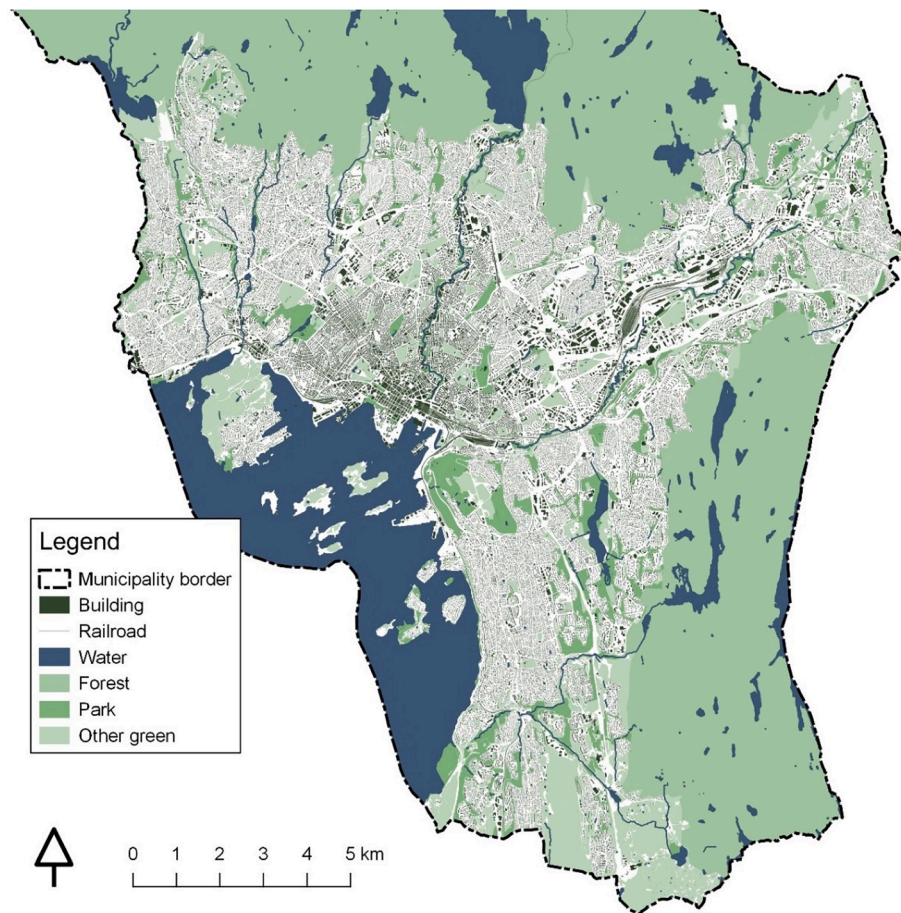 Legend
Municipality border
Building
Railroad
Water
Forest
Park
Other green
0 1 2 3 4 5 km